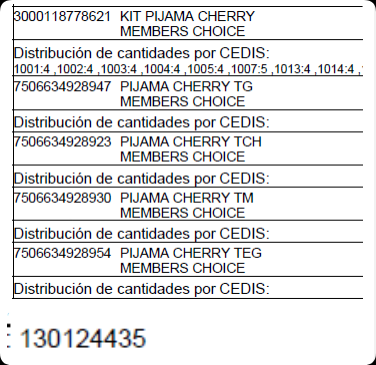 3000118778621 KIT PIJAMA CHERRY
MEMBERS CHOICE
Distribución de cantidades por CEDIS:
1001:4 ,1002:4 ,1003:4 ,1004:4 ,1005:4 ,1007:5 ,1013:4 ,1014:4 ,
7506634928947 PIJAMA CHERRY TG
MEMBERS CHOICE
Distribución de cantidades por CEDIS:
7506634928923 PIJAMA CHERRY TCH
MEMBERS CHOICE
Distribución de cantidades por CEDIS:
7506634928930 PIJAMA CHERRY TM
MEMBERS CHOICE
Distribución de cantidades por CEDIS:
7506634928954 PIJAMA CHERRY TEG
MEMBERS CHOICE
Distribución de cantidades por CEDIS:
130124435